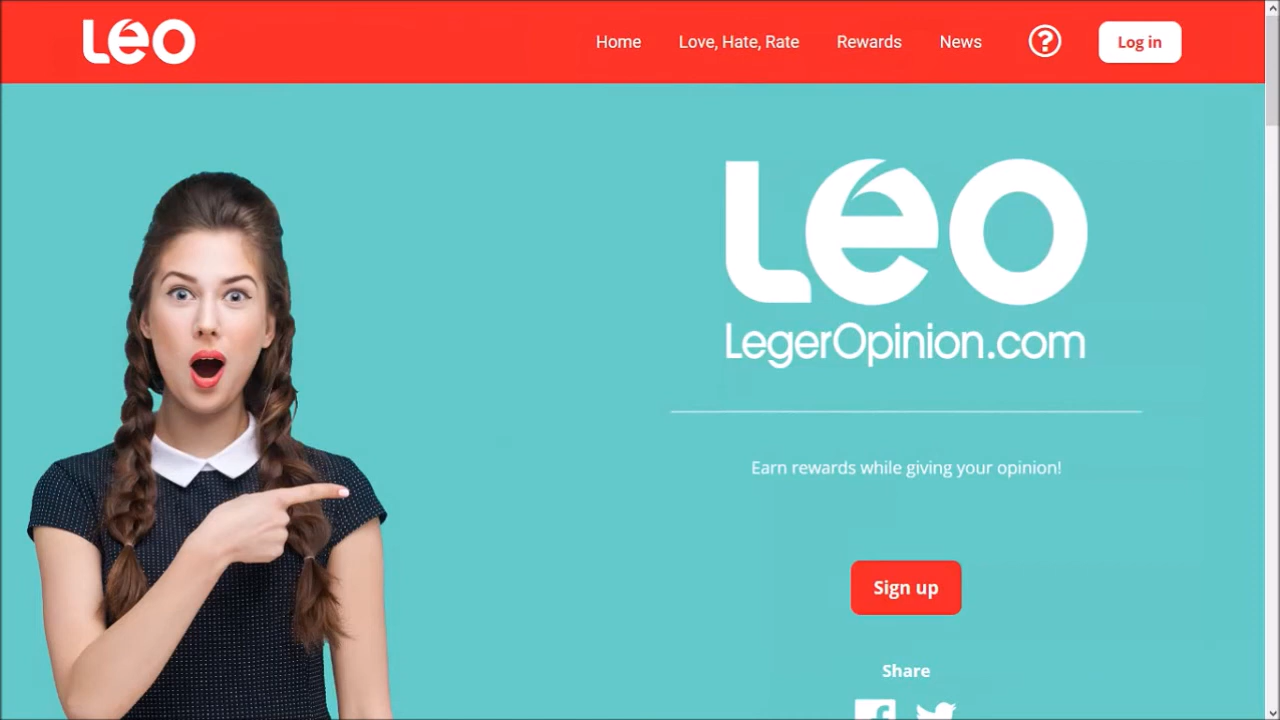 Leo
Home
Love, Hate, Rate
Rewards
News
?
Log in
Leo
LegerOpinion.com
Earn rewards while giving your opinion!
Sign up
Share